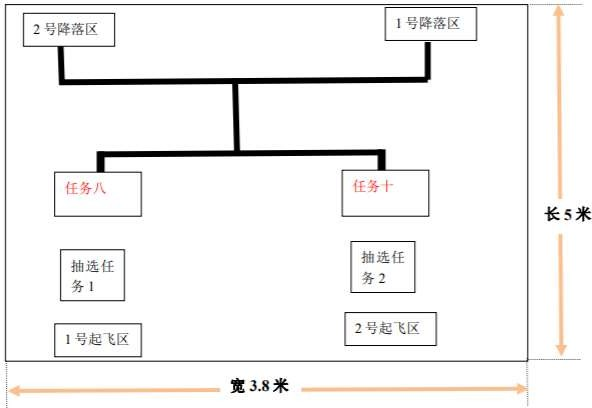 2 号降落区
1 号降落区
任务八
任务十
长 5 米
抽选任
务 1
抽选任
务 2
1 号起飞区
2 号起飞区
宽 3.8 米